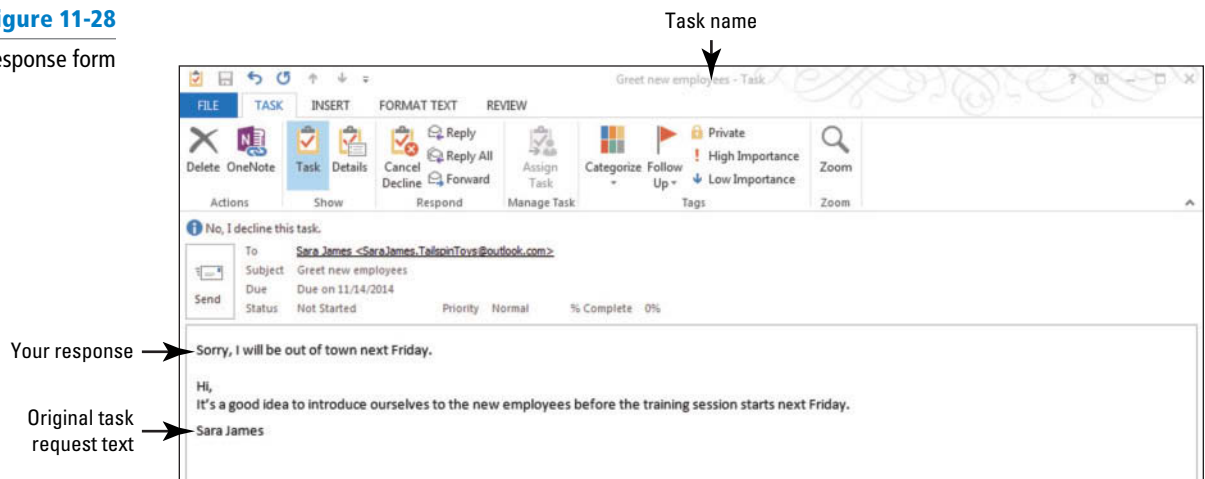 igure 11-28
esponse form
Task name
Greet new employees - Task
?
FILE TASK INSERT FORMAT TEXT REVIEW
Delete OneNote Task Details Cancel Decline Reply Reply All Forward Assign Task Categorize Follow Up Private High Importance Low Importance Zoom
Actions Show Respond Manage Task Tags Zoom
No, I decline this task.
To Sara James <SaraJames.TailspinToys@outlook.com>
Subject Greet new employees
Due Due on 11/14/2014
Send
Status Not Started Priority Normal % Complete 0%
Your response
Sorry, I will be out of town next Friday.
Hi,
It's a good idea to introduce ourselves to the new employees before the training session starts next Friday.
Original task
request text
Sara James